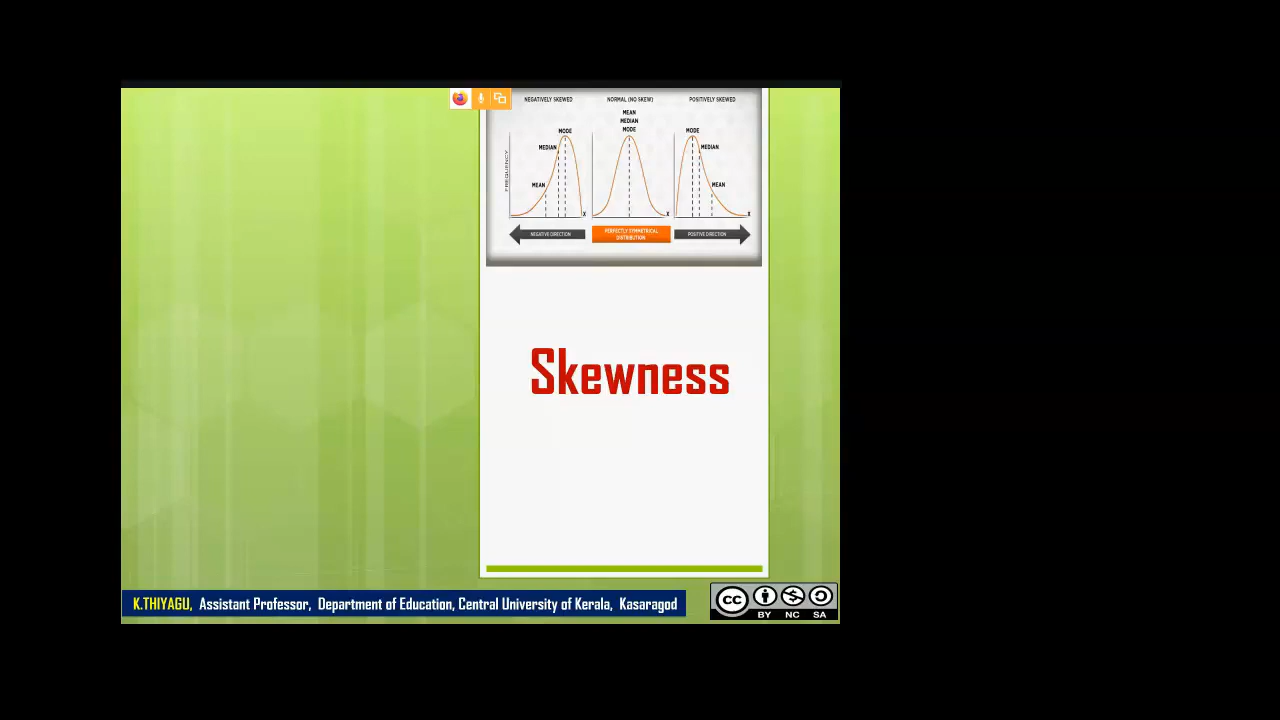 NEGATIVELY SKEWED NORMAL (NO SKEW) POSITIVELY SKEWED
MEAN
MEDIAN
MODE MODE MODE
MEDIAN MEDIAN
FREQUENCY
MEAN MEAN
X X X
NEGATIVE DIRECTION PERFECTLY SYMMETRICAL DISTRIBUTION POSITIVE DIRECTION
Skewness
K.THIYAGU, Assistant Professor, Department of Education, Central University of Kerala, Kasaragod
CC
BY NC SA